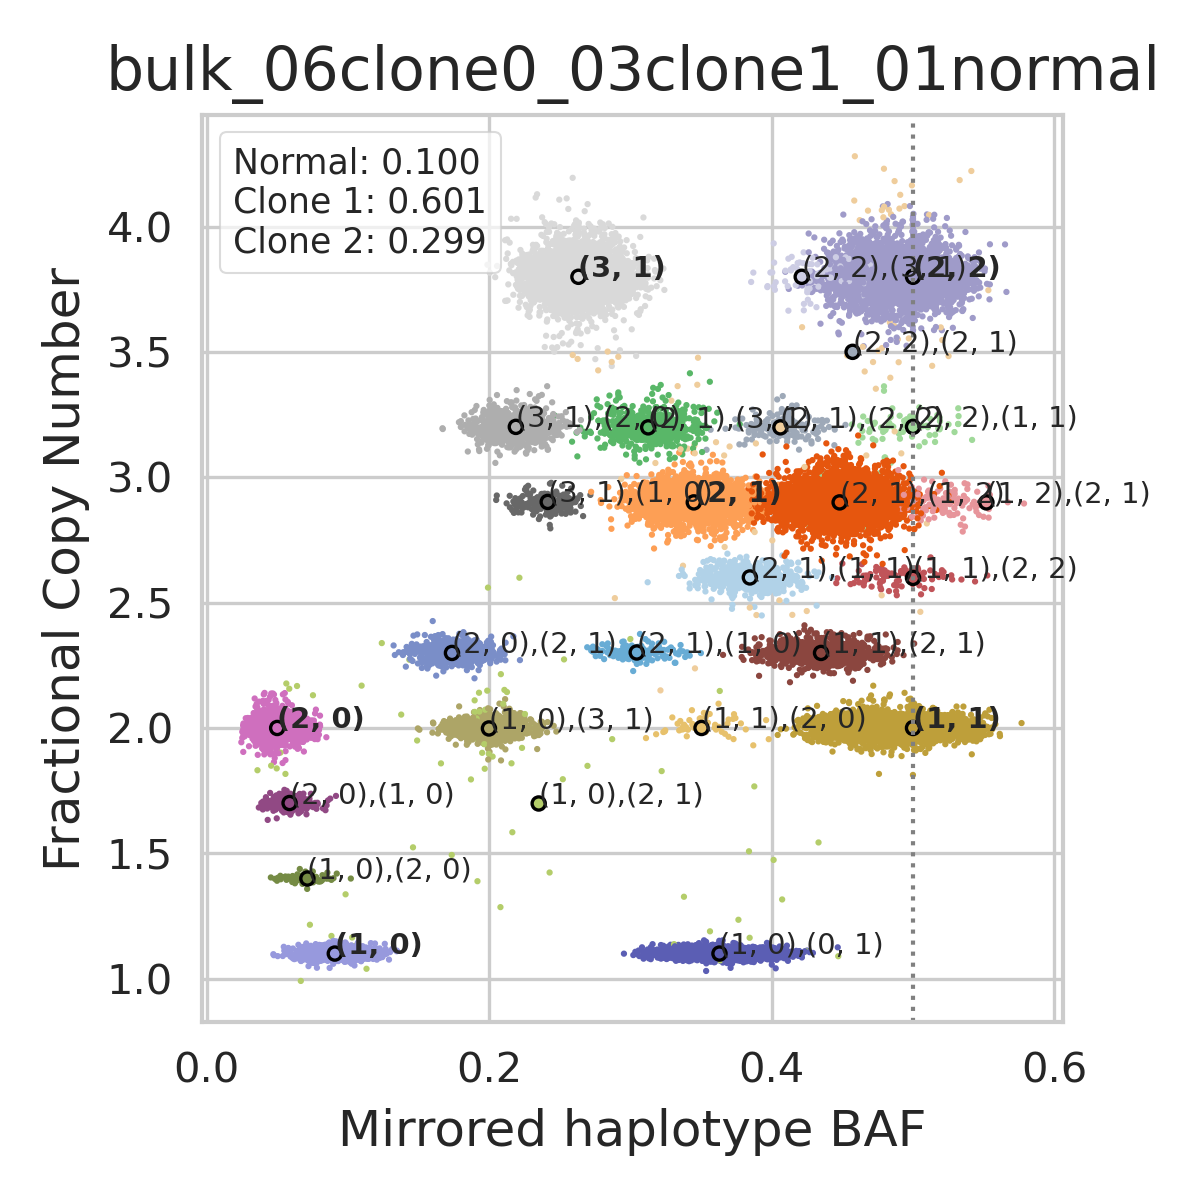 bulk_06clone0_03clone1_01normal
Normal: 0.100
Clone 1: 0.601
Clone 2: 0.299
Fractional Copy Number
4.0
3.5
3.0
2.5
2.0
1.5
1.0
(3, 1)
(2, 2),(3, 1)
(2, 2)
(2, 2),(2, 1)
(3, 1),(2, 0)
(2, 1),(3, 1)
(2, 1),(2, 2)
(2, 2),(1, 1)
(3, 1),(1, 0)
(2, 1)
(2, 1),(1, 2)
(1, 2),(2, 1)
(2, 1),(1, 1)
(1, 1),(2, 2)
(2, 0),(2, 1)
(2, 1),(1, 0)
(1, 1),(2, 1)
(2, 0)
(1, 0),(3, 1)
(1, 1),(2, 0)
(1, 1)
(2, 0),(1, 0)
(1, 0),(2, 1)
(1, 0),(2, 0)
(1, 0)
(1, 0),(0, 1)
0.0
0.2
0.4
0.6
Mirrored haplotype BAF